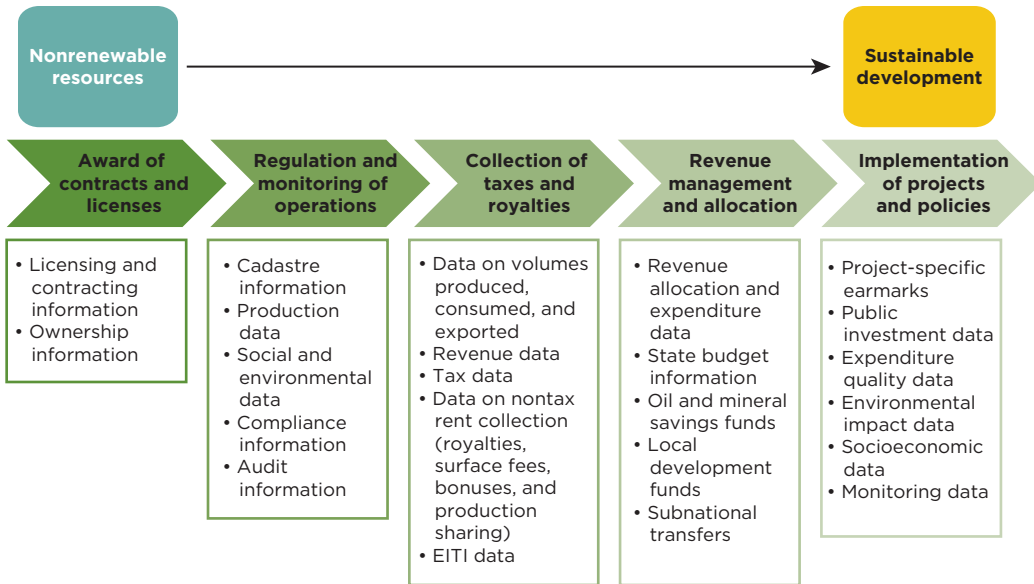 Nonrenewable
resources
Sustainable
development
Award of
contracts and
licenses
Regulation and
monitoring of
operations
Collection of
taxes and
royalties
Revenue
management
and allocation
Implementation
of projects
and policies
• Licensing and
contracting
information
• Ownership
information
• Cadastre
information
• Production
data
• Social and
environmental
data
• Compliance
information
• Audit
information
• Data on volumes
produced,
consumed, and
exported
• Revenue data
• Tax data
• Data on nontax
rent collection
(royalties,
surface fees,
bonuses, and
production
sharing)
• EITI data
• Revenue
allocation and
expenditure
data
• State budget
information
• Oil and mineral
savings funds
• Local
development
funds
• Subnational
transfers
• Project-specific
earmarks
• Public
investment data
• Expenditure
quality data
• Environmental
impact data
• Socioeconomic
data
• Monitoring data